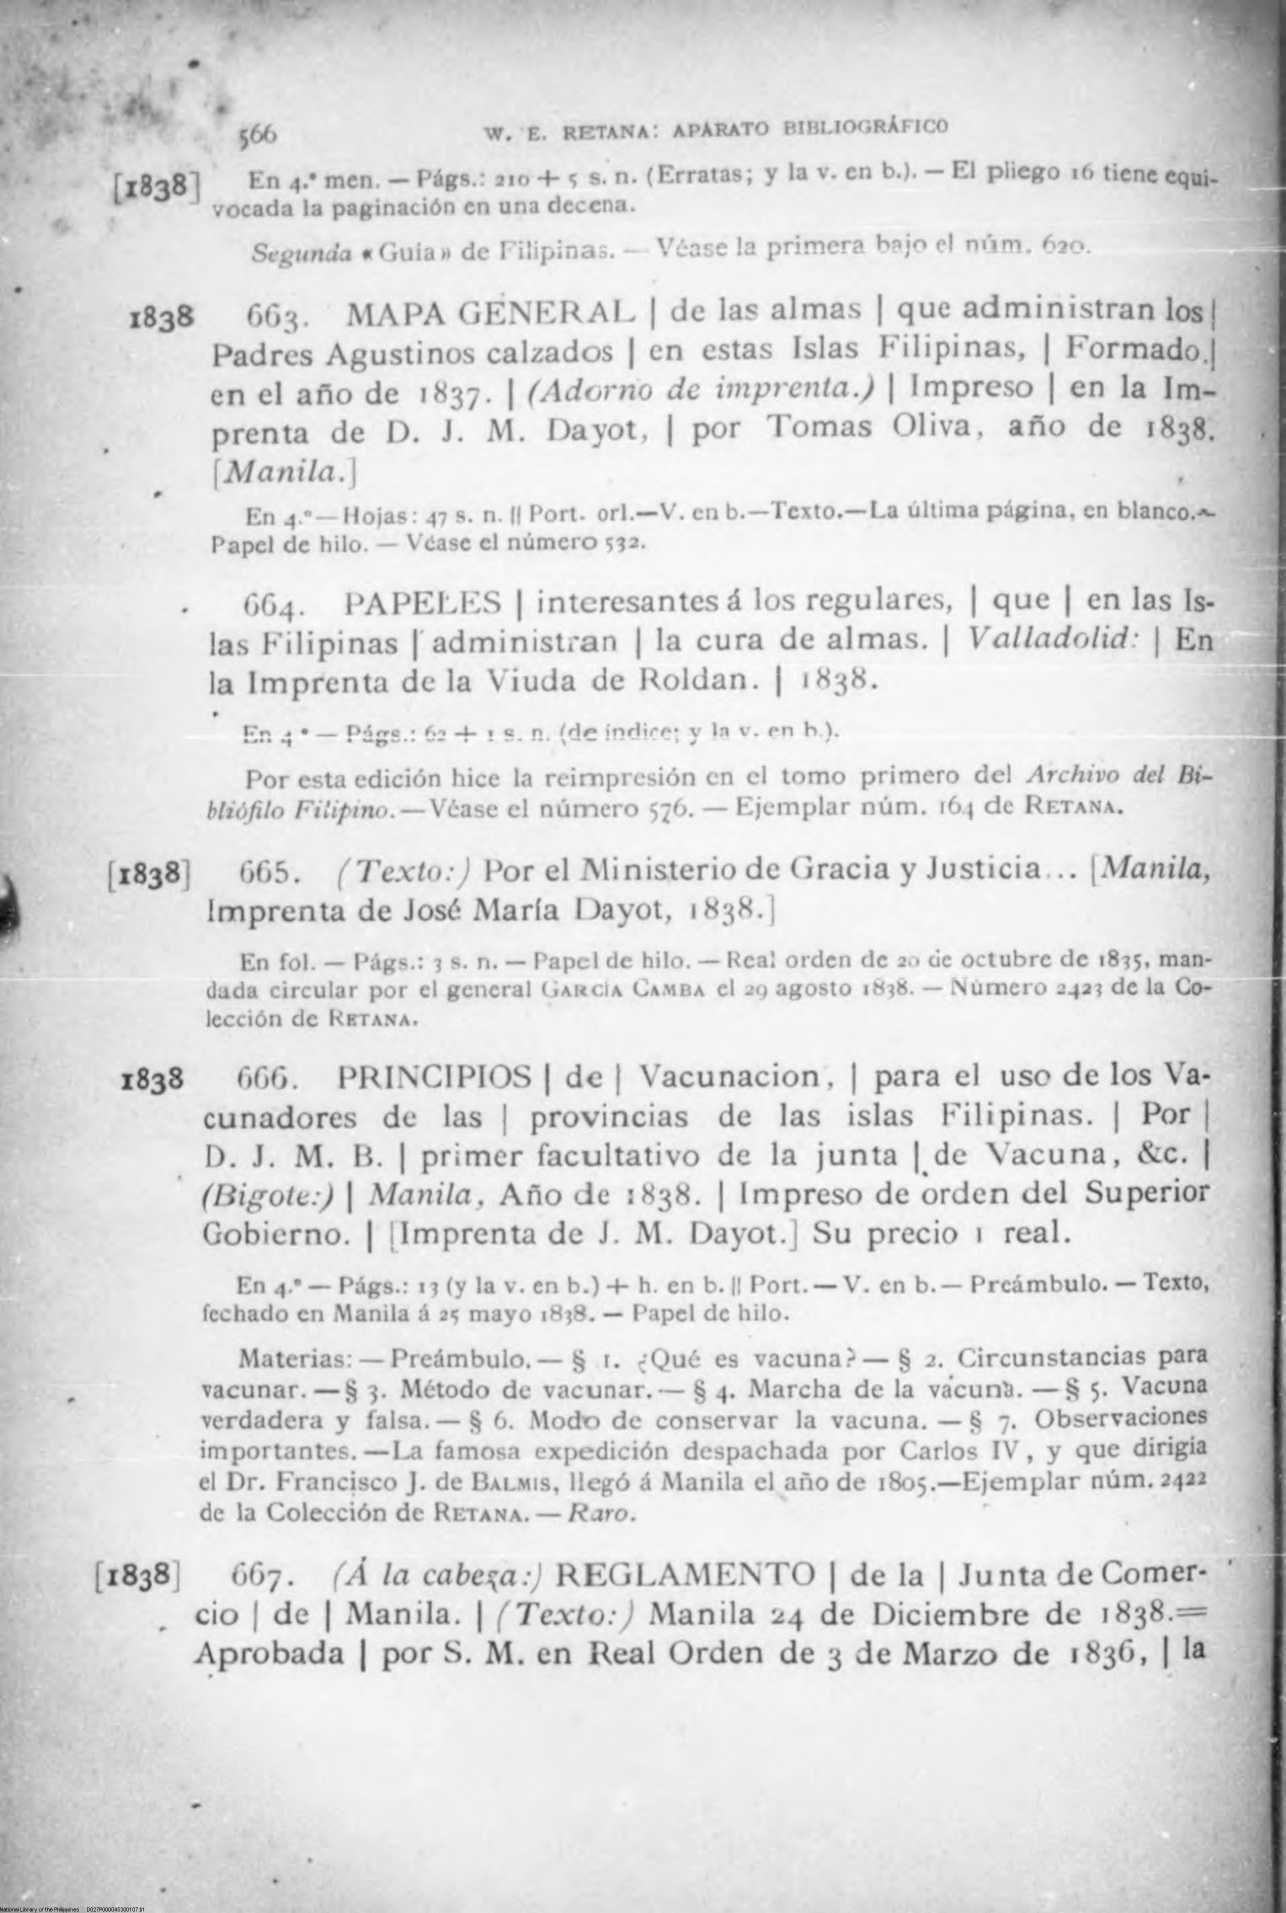 566 W. E. RETANA: APARATO BIBLIOGRÁFICO
[1838] En 4.º men. — Págs.: 210 + 5 s. n. (Erratas; y la v. en b.). — El pliego 16 tiene equi-
vocada la paginación en una decena.
Segunda «Guía» de Filipinas. — Véase la primera bajo el núm. 620.
1838 663. MAPA GENERAL | de las almas | que administran los |
Padres Agustinos calzados | en estas Islas Filipinas, | Formado. |
en el año de 1837. | (Adorno de imprenta.) | Impreso | en la Im-
prenta de D. J. M. Dayot, | por Tomas Oliva, año de 1838.
[Manila.]
En 4.º — Hojas: 47 s. n. || Port. orl.—V. en b.—Texto.—La última página, en blanco.—
Papel de hilo. — Véase el número 532.
664. PAPELES | interesantes á los regulares, | que | en las Is-
las Filipinas | administran | la cura de almas. | Valladolid: | En
la Imprenta de la Viuda de Roldan. | 1838.
En 4.º — Págs.: 62 + 1 s. n. (de índice; y la v. en b.).
Por esta edición hice la reimpresión en el tomo primero del Archivo del Bi-
bliófilo Filipino.—Véase el número 576. — Ejemplar núm. 164 de RETANA.
[1838] 665. (Texto:) Por el Ministerio de Gracia y Justicia... [Manila,
Imprenta de José María Dayot, 1838.]
En fol. — Págs.: 3 s. n. — Papel de hilo. — Real orden de 20 de octubre de 1835, man-
dada circular por el general GARCÍA CAMBA el 29 agosto 1838. — Número 2423 de la Co-
lección de RETANA.
1838 666. PRINCIPIOS | de | Vacunacion, | para el uso de los Va-
cunadores de las | provincias de las islas Filipinas. | Por |
D. J. M. B. | primer facultativo de la junta | de Vacuna, &c. |
(Bigote:) | Manila, Año de 1838. | Impreso de orden del Superior
Gobierno. | [Imprenta de J. M. Dayot.] Su precio 1 real.
En 4.º — Págs.: 13 (y la v. en b.) + h. en b. || Port. — V. en b. — Preámbulo. — Texto,
fechado en Manila á 25 mayo 1838. — Papel de hilo.
Materias: — Preámbulo. — § 1. ¿Qué es vacuna? — § 2. Circunstancias para
vacunar. — § 3. Método de vacunar. — § 4. Marcha de la vacuna. — § 5. Vacuna
verdadera y falsa. — § 6. Modo de conservar la vacuna. — § 7. Observaciones
importantes. —La famosa expedición despachada por Carlos IV, y que dirigía
el Dr. Francisco J. de BALMIS, llegó á Manila el año de 1805.—Ejemplar núm. 2422
de la Colección de RETANA. — Raro.
[1838] 667. (Á la cabeza:) REGLAMENTO | de la | Junta de Comer-
cio | de | Manila. | (Texto:) Manila 24 de Diciembre de 1838.=
Aprobada | por S. M. en Real Orden de 3 de Marzo de 1836, | la
National Library of the Philippines